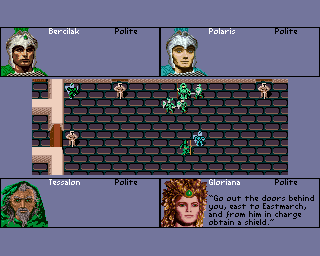 Bercilak Polite Polaris Polite
Tessalon Polite Gloriana Polite
"Go out the doors behind
you, east to Eastmarch,
and from him in charge
obtain a shield."